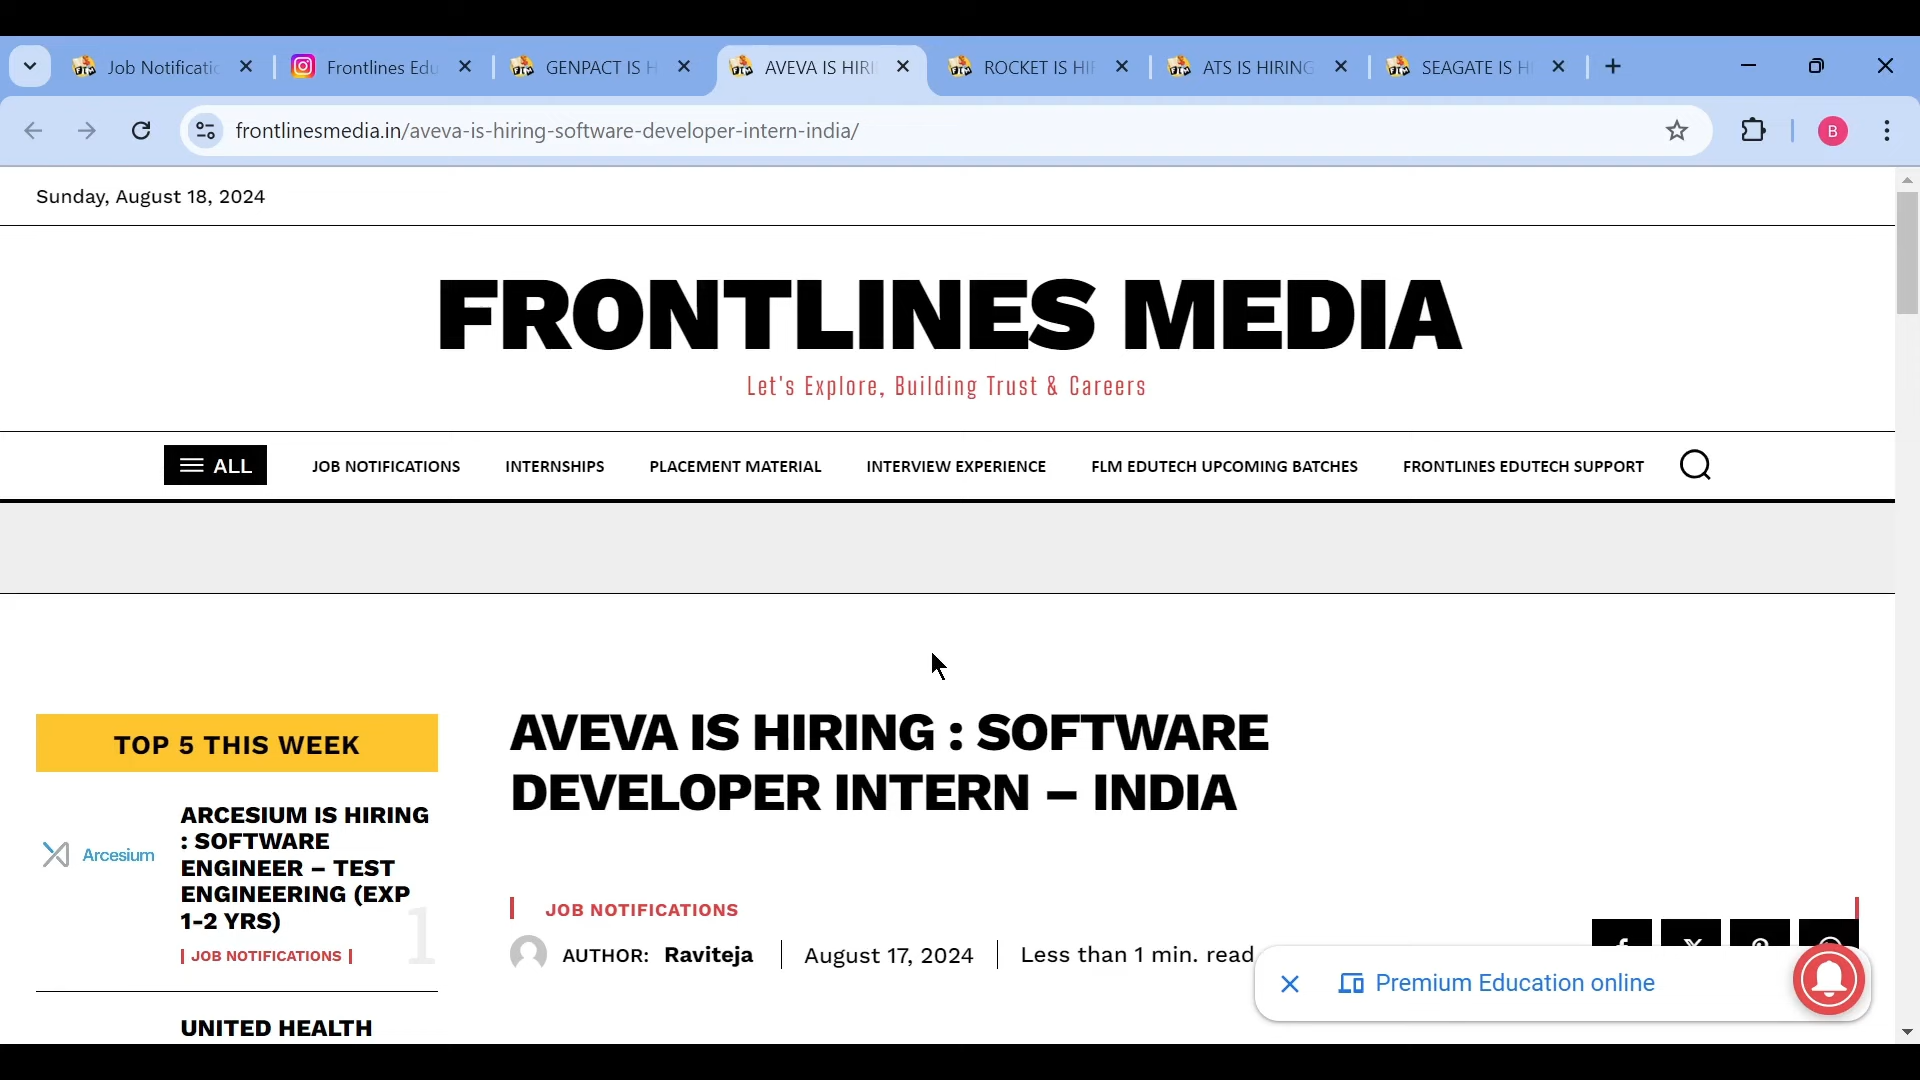 Job Notificatic
Frontlines Edu
GENPACT IS H
AVEVA IS HIRI
ROCKET IS HIF
ATS IS HIRING
SEAGATE IS H
frontlinesmedia.in/aveva-is-hiring-software-developer-intern-india/
B
Sunday, August 18, 2024
FRONTLINES MEDIA
Let's Explore, Building Trust & Careers
ALL
JOB NOTIFICATIONS
INTERNSHIPS
PLACEMENT MATERIAL
INTERVIEW EXPERIENCE
FLM EDUTECH UPCOMING BATCHES
FRONTLINES EDUTECH SUPPORT
TOP 5 THIS WEEK
Arcesium
ARCESIUM IS HIRING
: SOFTWARE
ENGINEER – TEST
ENGINEERING (EXP
1-2 YRS)
1
JOB NOTIFICATIONS
UNITED HEALTH
AVEVA IS HIRING : SOFTWARE
DEVELOPER INTERN – INDIA
JOB NOTIFICATIONS
AUTHOR: Raviteja
August 17, 2024
Less than 1 min. read
Premium Education online